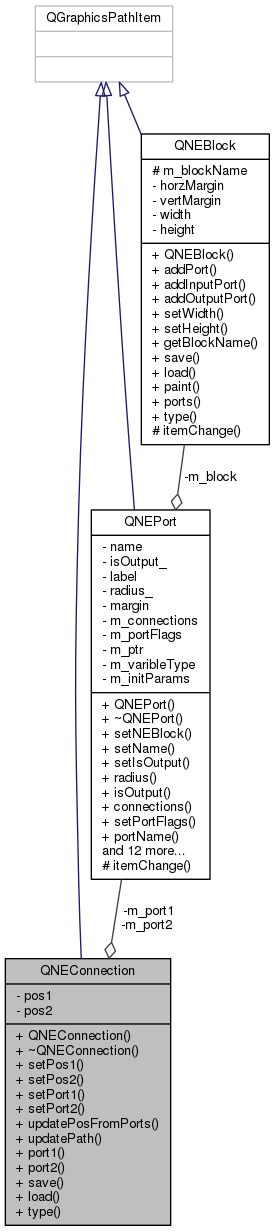 QGraphicsPathItem
QNEBlock
# m_blockName
- horzMargin
- vertMargin
- width
- height
+ QNEBlock()
+ addPort()
+ addInputPort()
+ addOutputPort()
+ setWidth()
+ setHeight()
+ getBlockName()
+ save()
+ load()
+ paint()
+ ports()
+ type()
# itemChange()
-m_block
QNEPort
- name
- isOutput_
- label
- radius_
- margin
- m_connections
- m_portFlags
- m_ptr
- m_varibleType
- m_initParams
+ QNEPort()
+ ~QNEPort()
+ setNEBlock()
+ setName()
+ setIsOutput()
+ radius()
+ isOutput()
+ connections()
+ setPortFlags()
+ portName()
and 12 more...
# itemChange()
-m_port1
-m_port2
QNEConnection
- pos1
- pos2
+ QNEConnection()
+ ~QNEConnection()
+ setPos1()
+ setPos2()
+ setPort1()
+ setPort2()
+ updatePosFromPorts()
+ updatePath()
+ port1()
+ port2()
+ save()
+ load()
+ type()